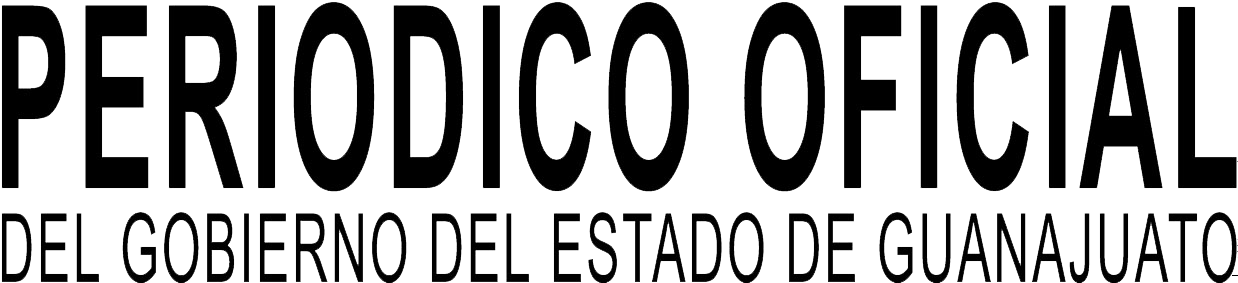 PERIODICO OFICIAL
DEL GOBIERNO DEL ESTADO DE GUANAJUATO